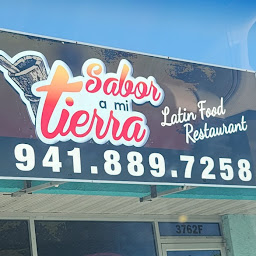 Sabor
a mi
tierra
Latin Food
Restaurant
941.889.7258
3762F